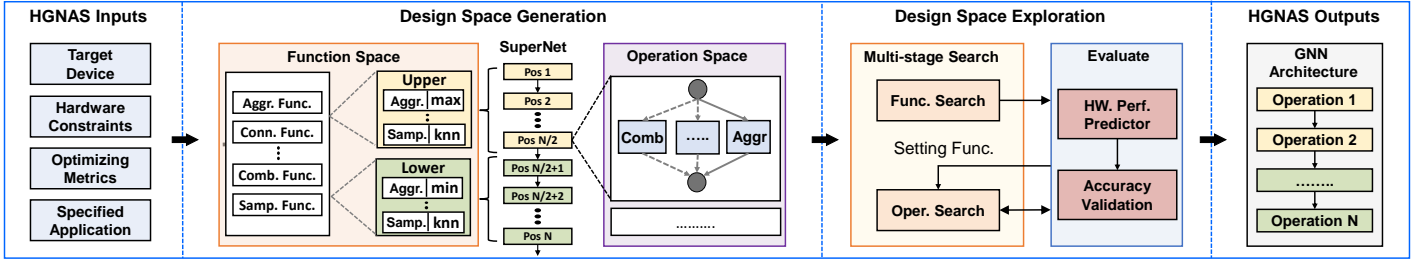 HGNAS Inputs
Target
Device
Hardware
Constraints
Optimizing
Metrics
Specified
Application
Design Space Generation
Function Space
Aggr. Func.
Conn. Func.
Comb. Func.
Samp. Func.
Upper
Aggr. max
Samp. knn
Lower
Aggr. min
Samp. knn
SuperNet
Pos 1
Pos 2
Pos N/2
Pos N/2+1
Pos N/2+2
Pos N
Operation Space
Comb
.....
Aggr
..........
Design Space Exploration
Multi-stage Search
Func. Search
Setting Func.
Oper. Search
Evaluate
HW. Perf.
Predictor
Accuracy
Validation
HGNAS Outputs
GNN
Architecture
Operation 1
Operation 2
........
Operation N